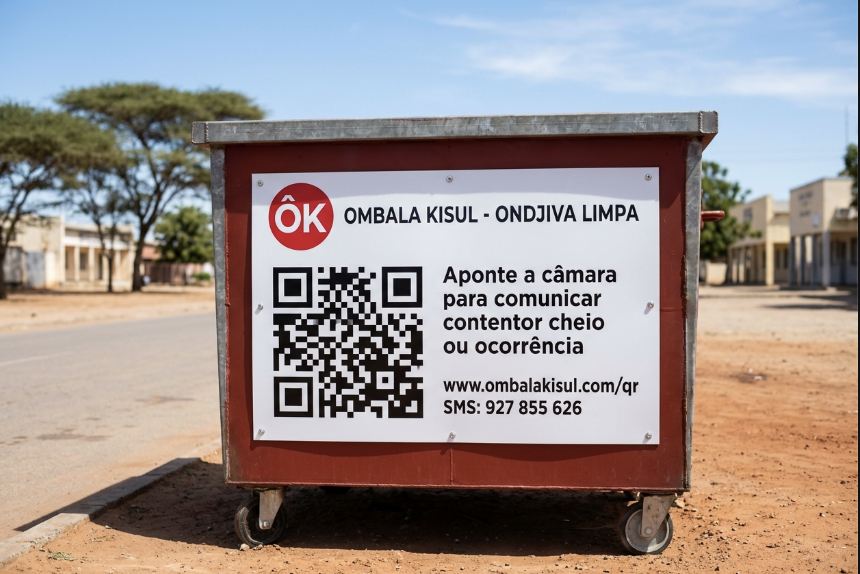 ÔK
OMBALA KISUL - ONDJIVA LIMPA
Aponte a câmara
para comunicar
contentor cheio
ou ocorrência
www.ombalakisul.com/qr
SMS: 927 855 626